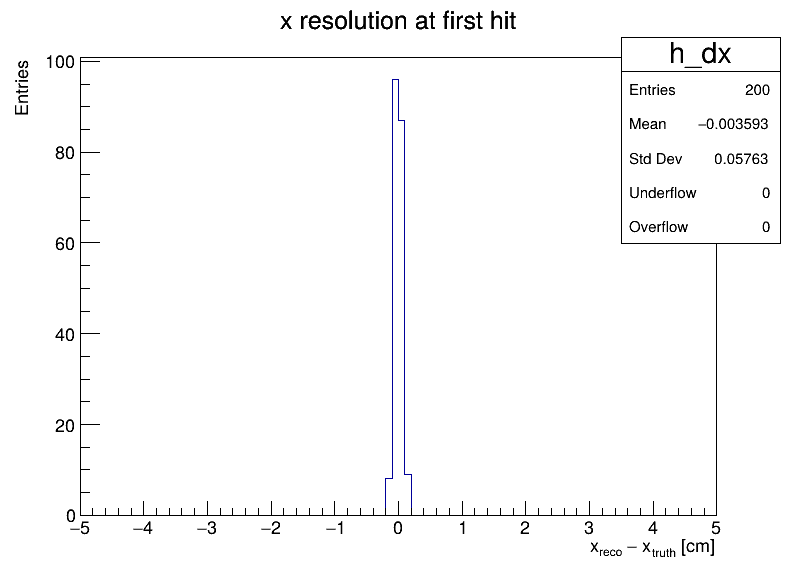 x resolution at first hit
h_dx
Entries 200
Mean −0.003593
Std Dev 0.05763
Underflow 0
Overflow 0
Entries
100
80
60
40
20
0
−5 −4 −3 −2 −1 0 1 2 3 4 5
x_reco − x_truth [cm]